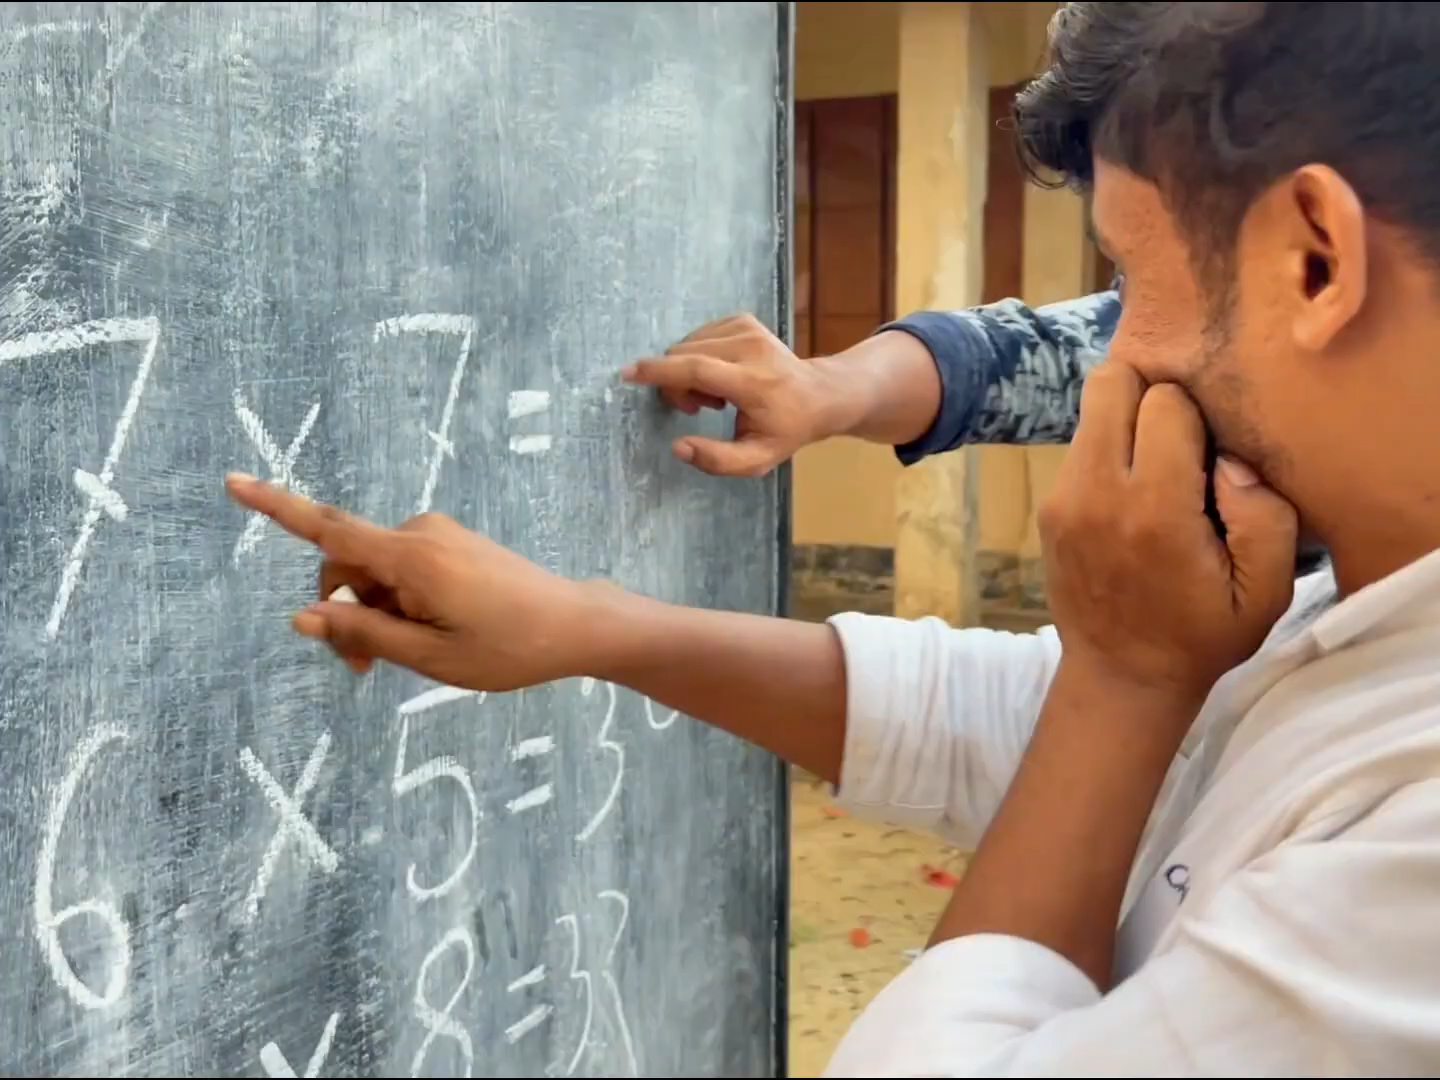 7 x 7 =
6 x 5 = 30
x 8 =